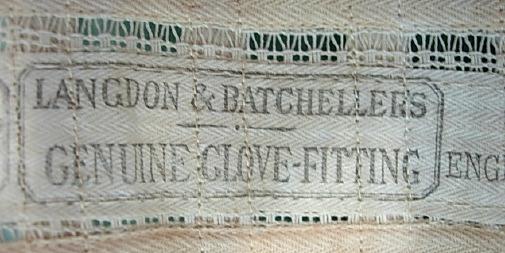 LANGDON & BATCHELLER'S
GENUINE GLOVE-FITTING